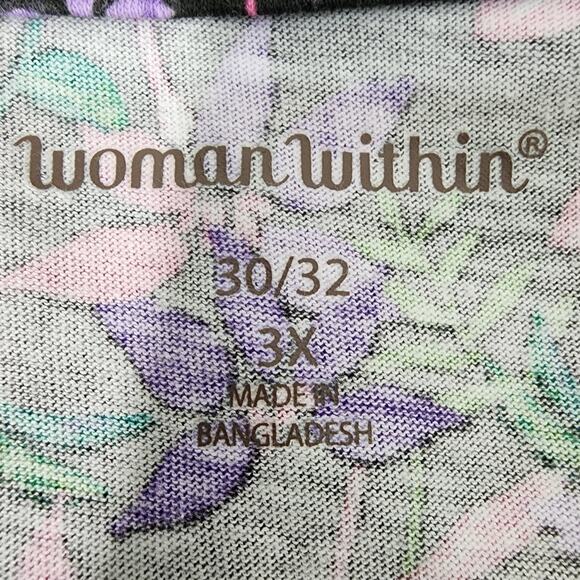 woman within®
30/32
3X
MADE IN
BANGLADESH